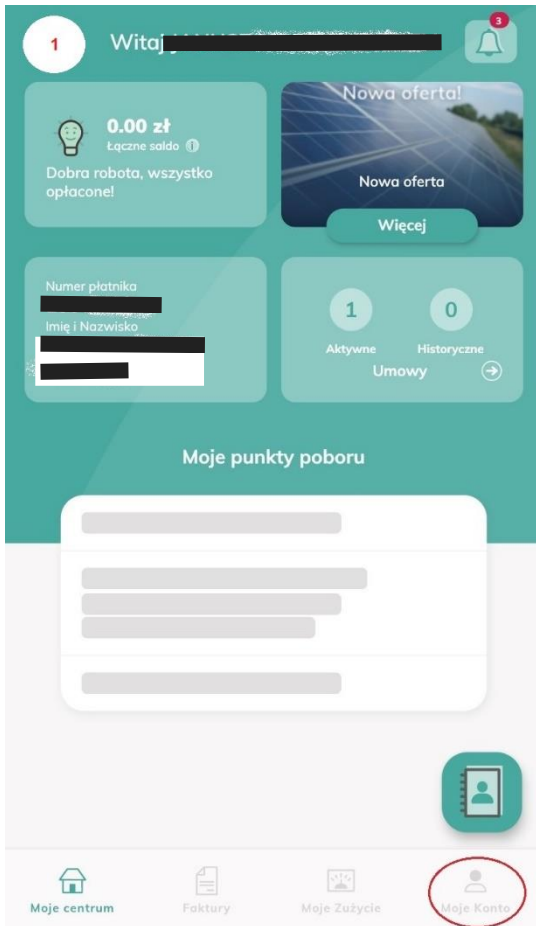 1
Witaj
3
0.00 zł
Łączne saldo
Dobra robota, wszystko
opłacone!
Nowa oferta!
Nowa oferta
Więcej
Numer płatnika
Imię i Nazwisko
1
0
Aktywne
Historyczne
Umowy
Moje punkty poboru
Moje centrum
Faktury
Moje Zużycie
Moje Konto